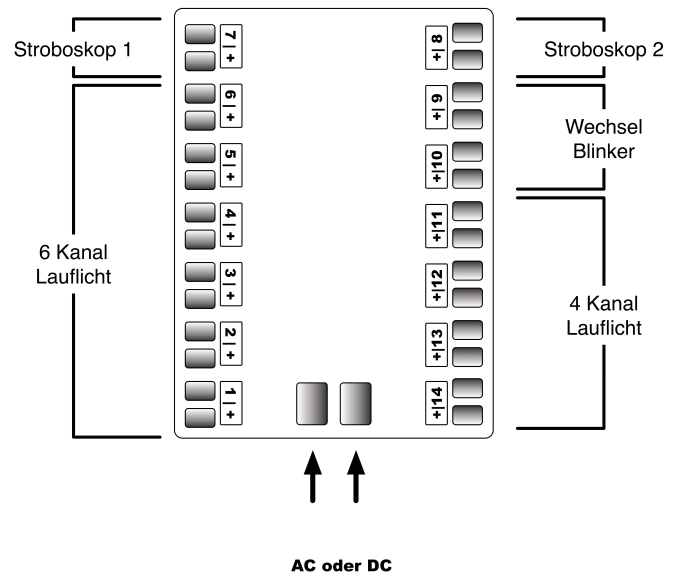 Stroboskop 1
7 | +
8 | +
Stroboskop 2
6 | +
9 | +
Wechsel
Blinker
5 | +
10 | +
4 | +
11 | +
6 Kanal
Lauflicht
3 | +
12 | +
4 Kanal
Lauflicht
2 | +
13 | +
1 | +
14 | +
AC oder DC